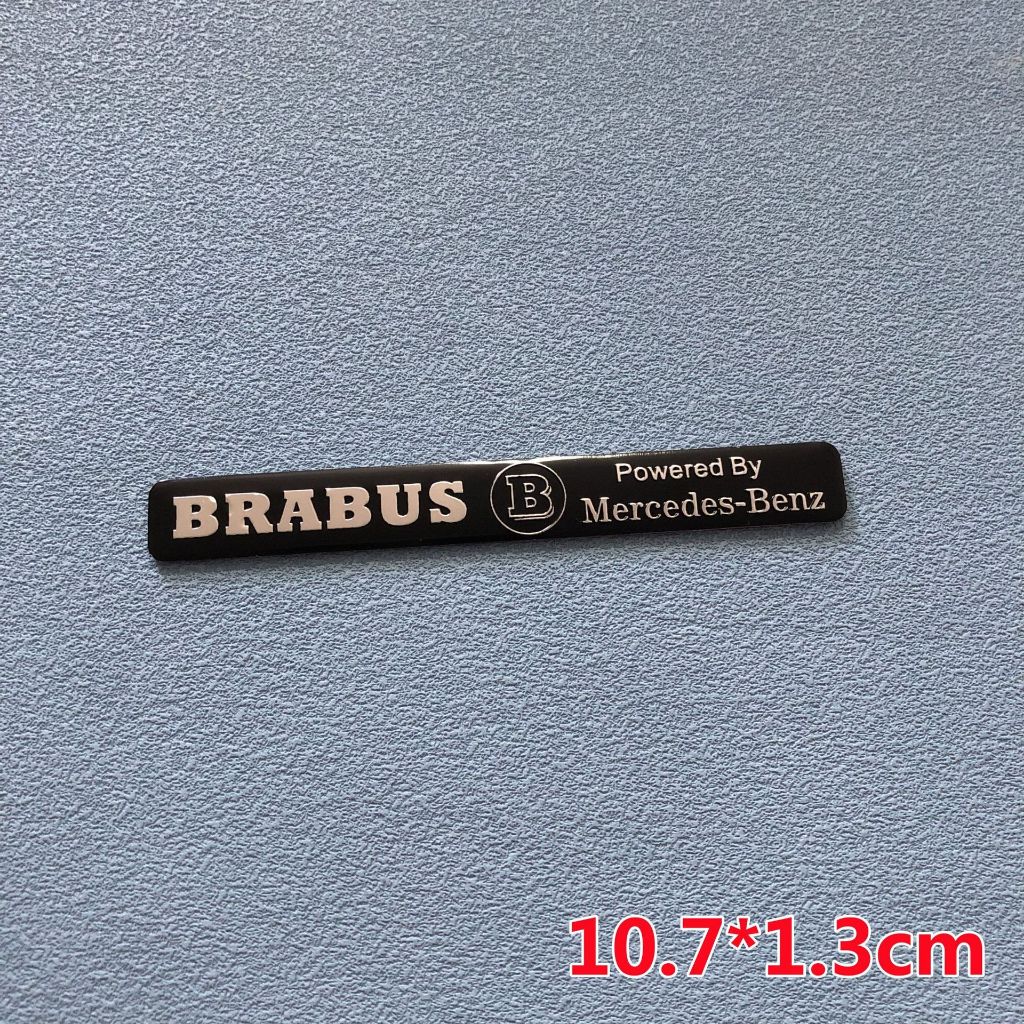 BRABUS B Powered By
Mercedes-Benz
10.7*1.3cm